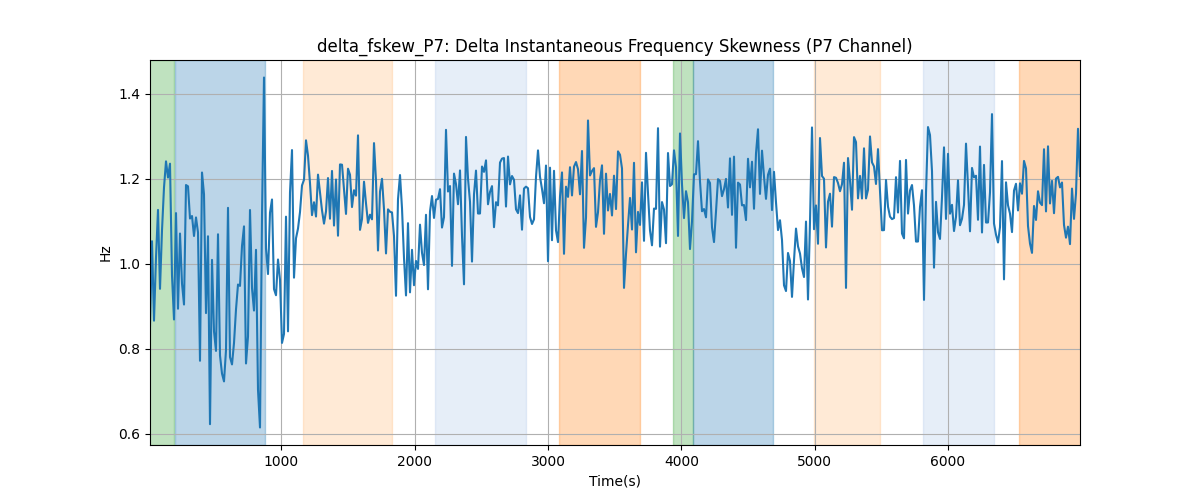 delta_fskew_P7: Delta Instantaneous Frequency Skewness (P7 Channel)
Hz
1.4
1.2
1.0
0.8
0.6
1000 2000 3000 4000 5000 6000
Time(s)